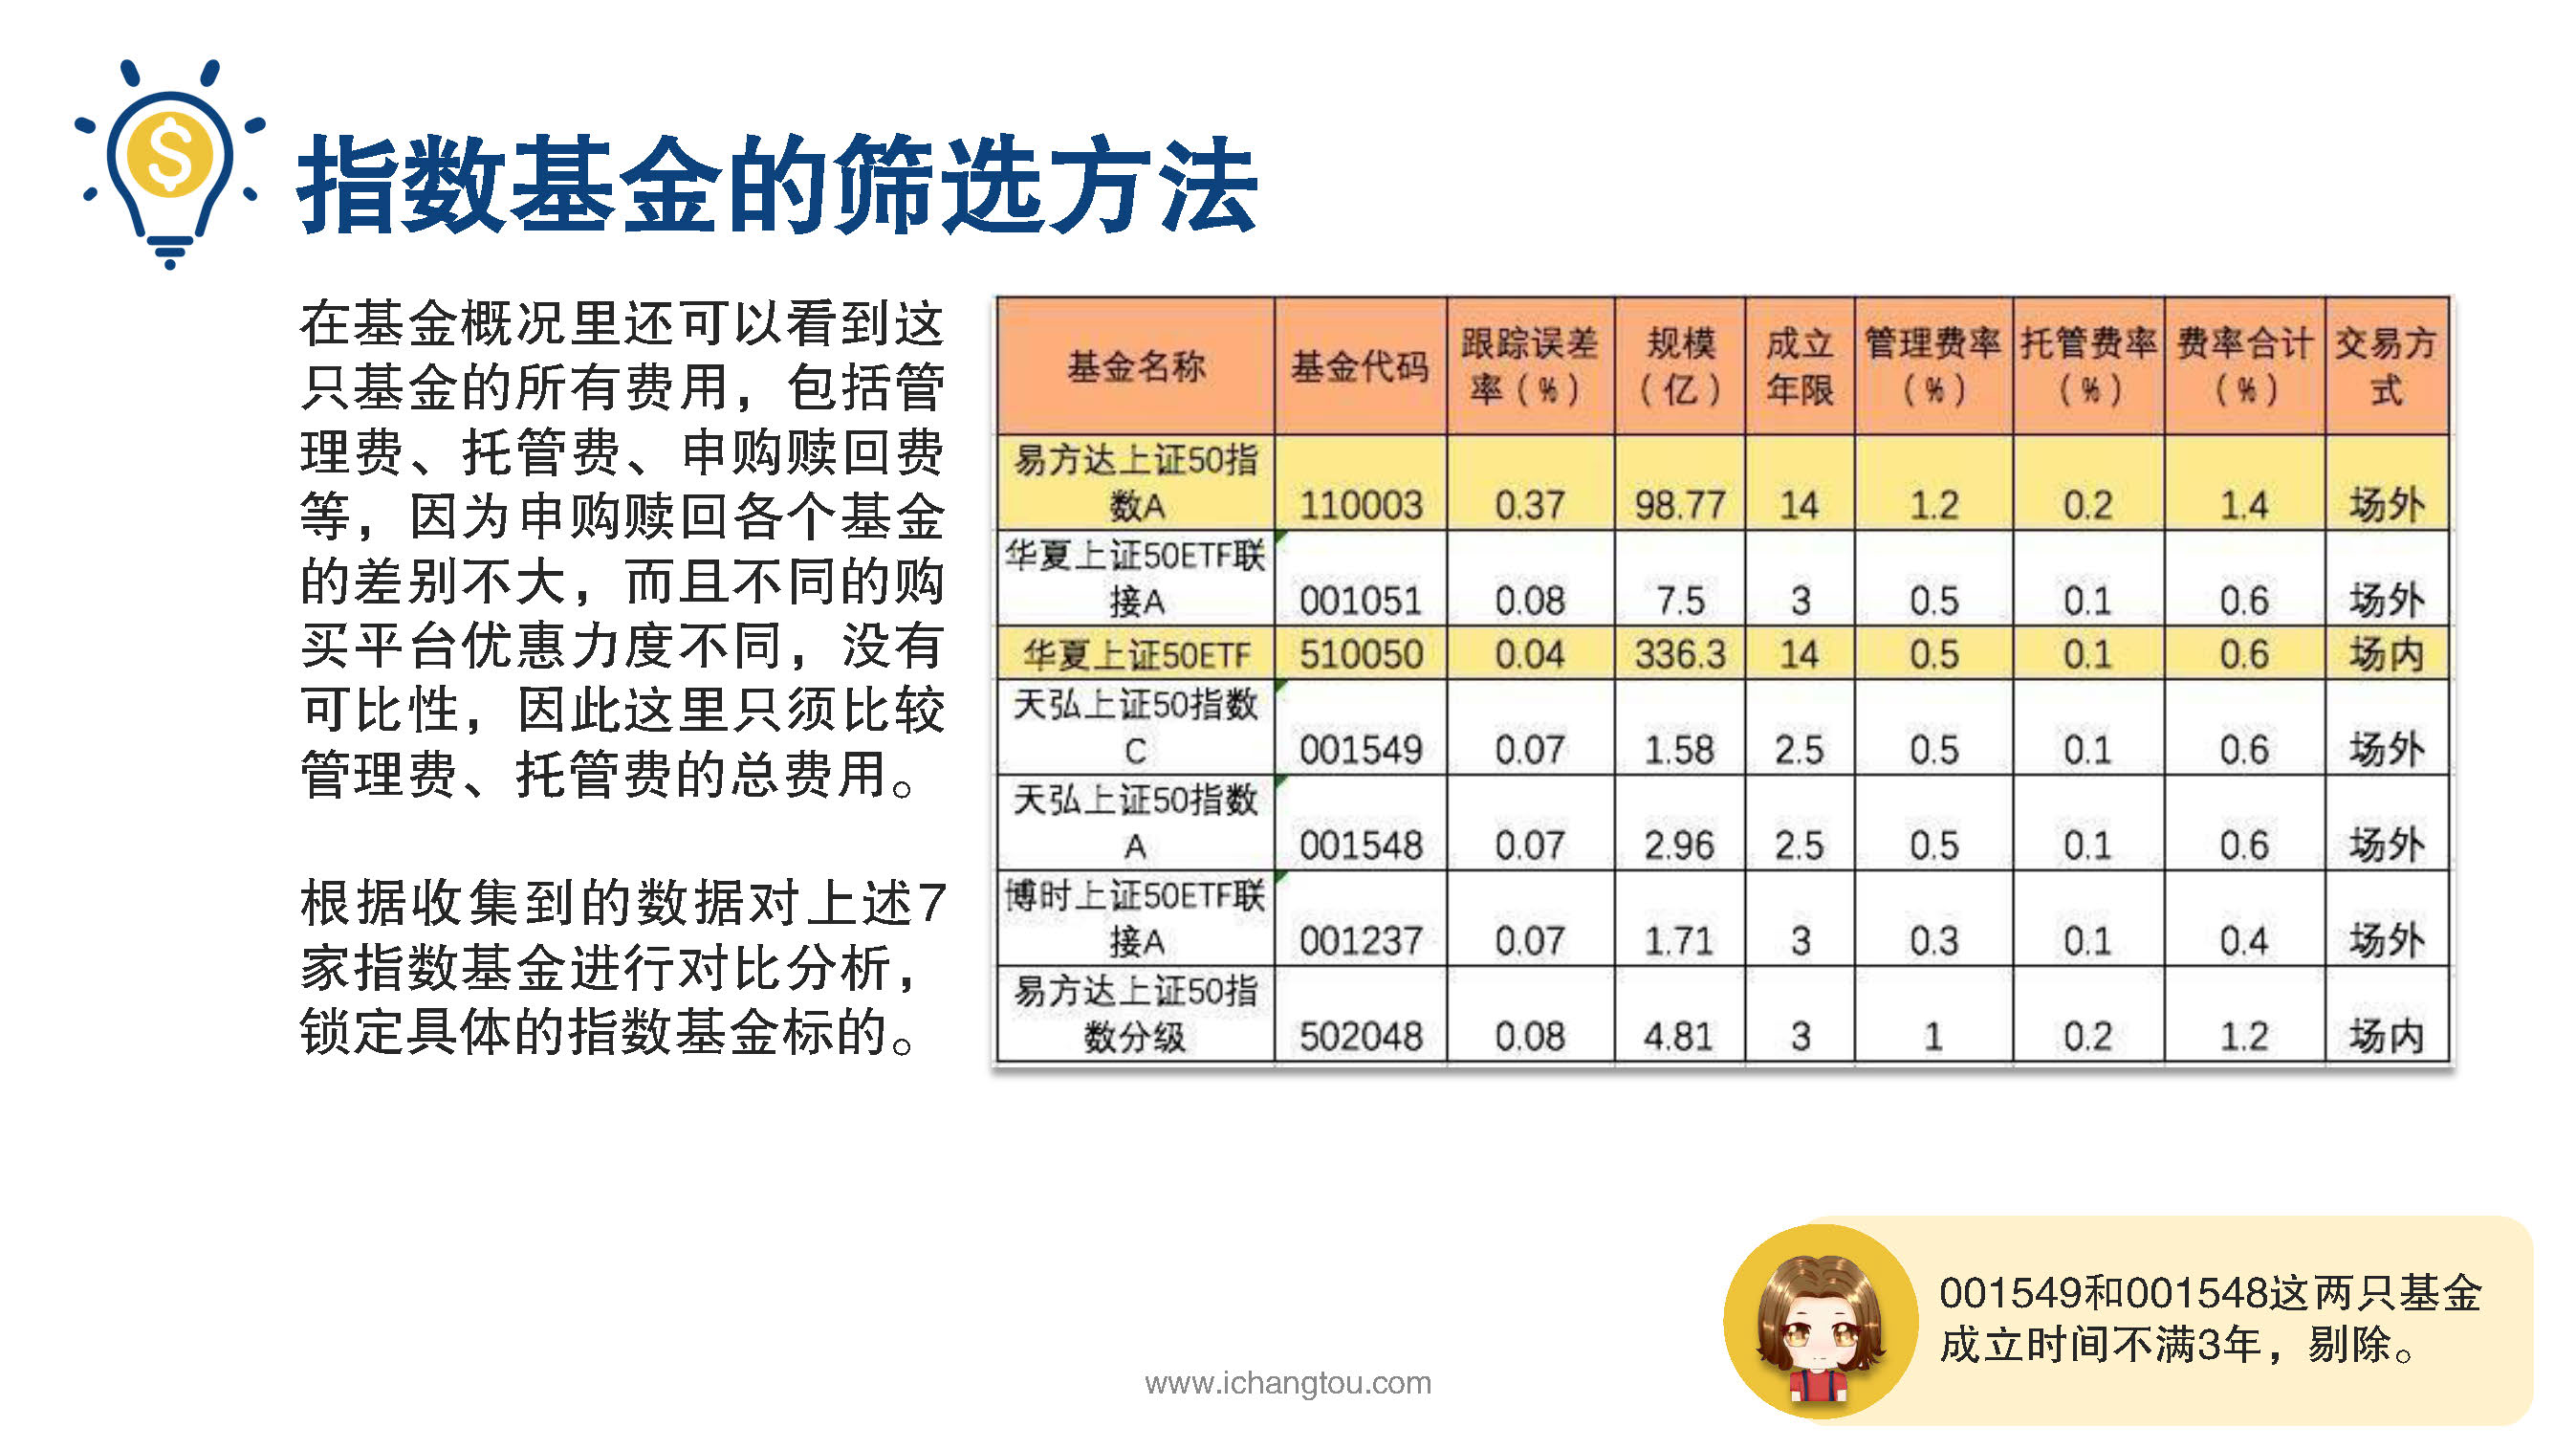 指数基金的筛选方法
在基金概况里还可以看到这
只基金的所有费用，包括管
理费、托管费、申购赎回费
等，因为申购赎回各个基金
的差别不大，而且不同的购
买平台优惠力度不同，没有
可比性，因此这里只须比较
管理费、托管费的总费用。
根据收集到的数据对上述7
家指数基金进行对比分析，
锁定具体的指数基金标的。
基金名称 基金代码 跟踪误差率（%） 规模（亿） 成立年限 管理费率（%） 托管费率（%） 费率合计（%） 交易方式
易方达上证50指数A 110003 0.37 98.77 14 1.2 0.2 1.4 场外
华夏上证50ETF联接A 001051 0.08 7.5 3 0.5 0.1 0.6 场外
华夏上证50ETF 510050 0.04 336.3 14 0.5 0.1 0.6 场内
天弘上证50指数C 001549 0.07 1.58 2.5 0.5 0.1 0.6 场外
天弘上证50指数A 001548 0.07 2.96 2.5 0.5 0.1 0.6 场外
博时上证50ETF联接A 001237 0.07 1.71 3 0.3 0.1 0.4 场外
易方达上证50指数分级 502048 0.08 4.81 3 1 0.2 1.2 场内
001549和001548这两只基金
成立时间不满3年，剔除。
www.ichangtou.com